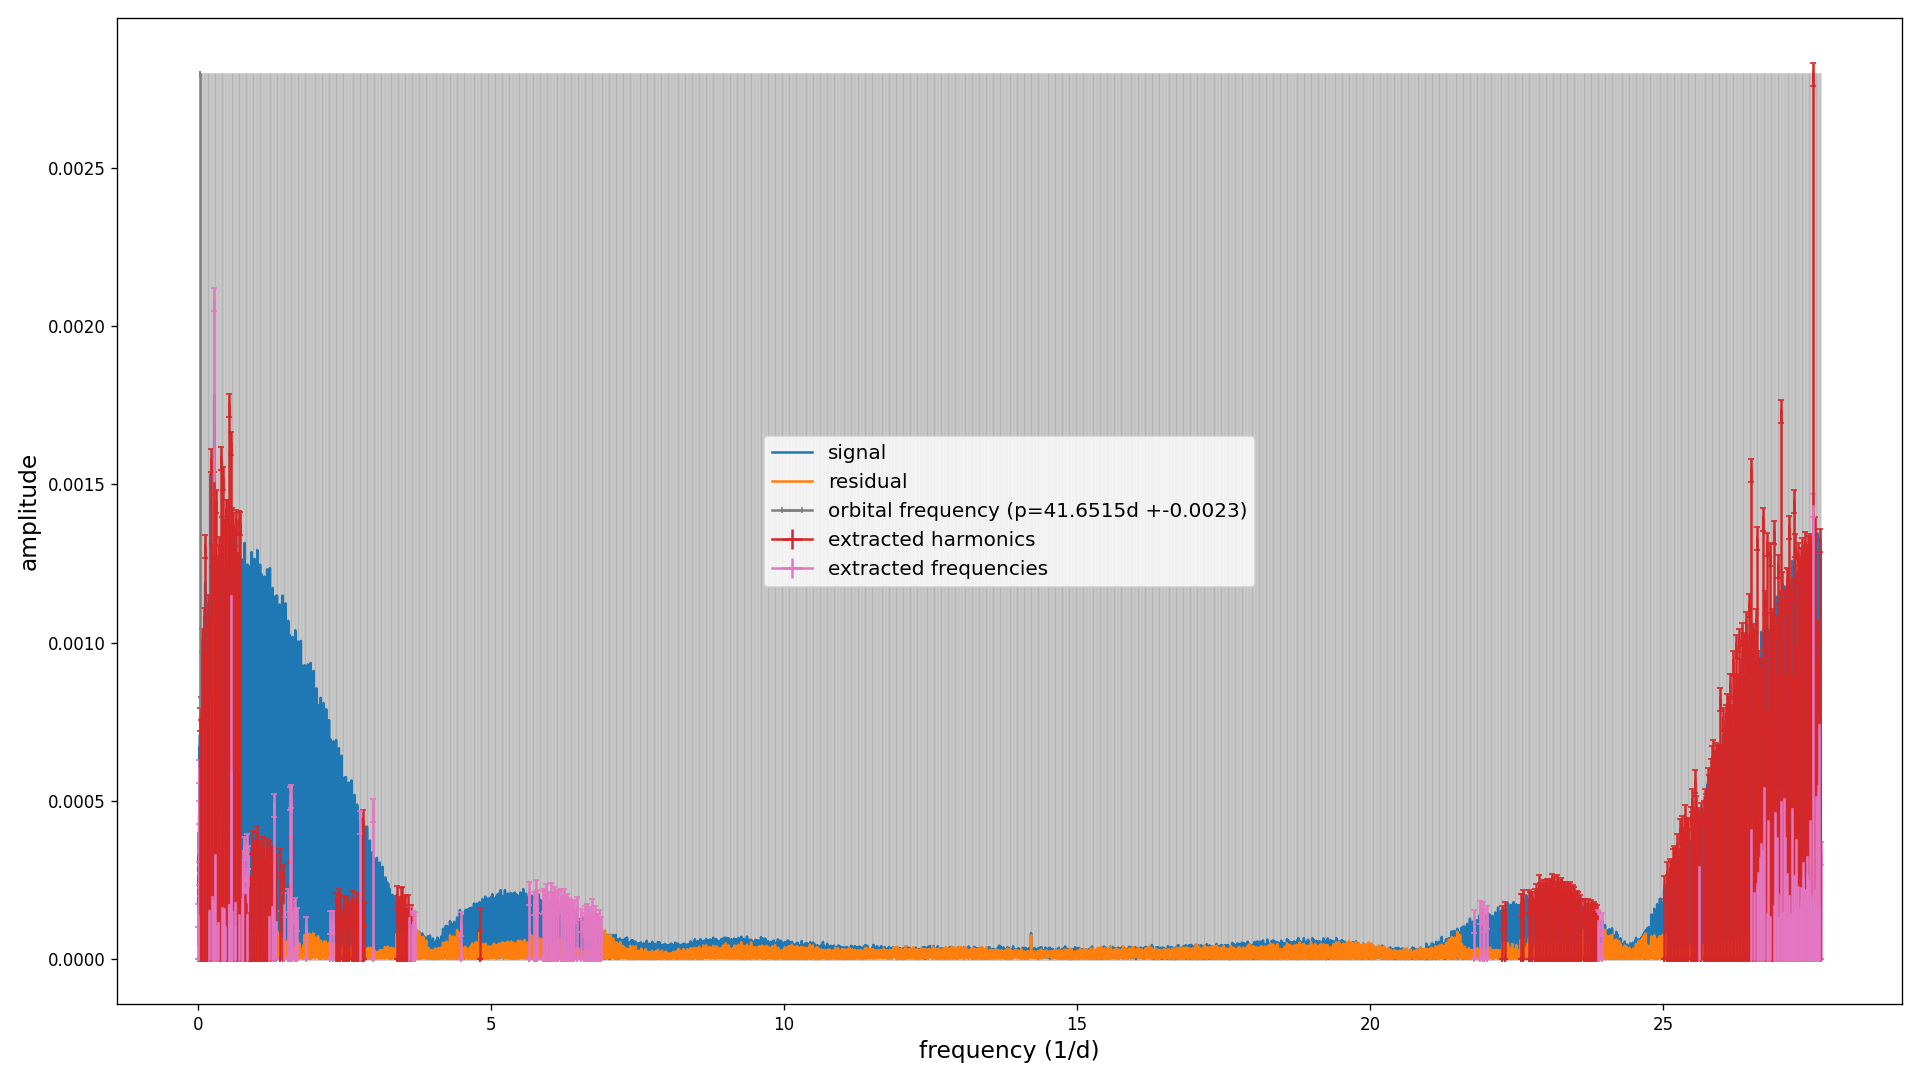 0.0025
0.0020
0.0015
0.0010
0.0005
0.0000
amplitude
signal
residual
orbital frequency (p=41.6515d +-0.0023)
extracted harmonics
extracted frequencies
0 5 10 15 20 25
frequency (1/d)